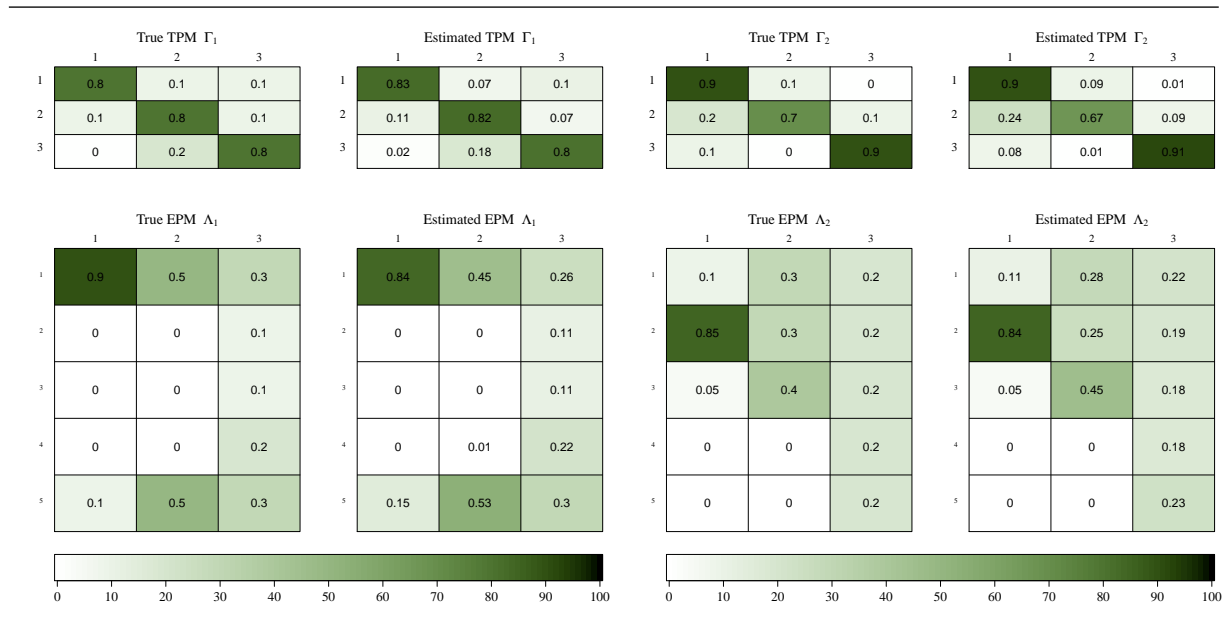 True TPM Γ1 Estimated TPM Γ1 True TPM Γ2 Estimated TPM Γ2
1 2 3 1 2 3 1 2 3 1 2 3
1 0.8 0.1 0.1 1 0.83 0.07 0.1 1 0.9 0.1 0 1 0.9 0.09 0.01
2 0.1 0.8 0.1 2 0.11 0.82 0.07 2 0.2 0.7 0.1 2 0.24 0.67 0.09
3 0 0.2 0.8 3 0.02 0.18 0.8 3 0.1 0 0.9 3 0.08 0.01 0.91
True EPM Λ1 Estimated EPM Λ1 True EPM Λ2 Estimated EPM Λ2
1 2 3 1 2 3 1 2 3 1 2 3
1 0.9 0.5 0.3 1 0.84 0.45 0.26 1 0.1 0.3 0.2 1 0.11 0.28 0.22
2 0 0 0.1 2 0 0 0.11 2 0.85 0.3 0.2 2 0.84 0.25 0.19
3 0 0 0.1 3 0 0 0.11 3 0.05 0.4 0.2 3 0.05 0.45 0.18
4 0 0 0.2 4 0 0.01 0.22 4 0 0 0.2 4 0 0 0.18
5 0.1 0.5 0.3 5 0.15 0.53 0.3 5 0 0 0.2 5 0 0 0.23
0 10 20 30 40 50 60 70 80 90 100 0 10 20 30 40 50 60 70 80 90 100